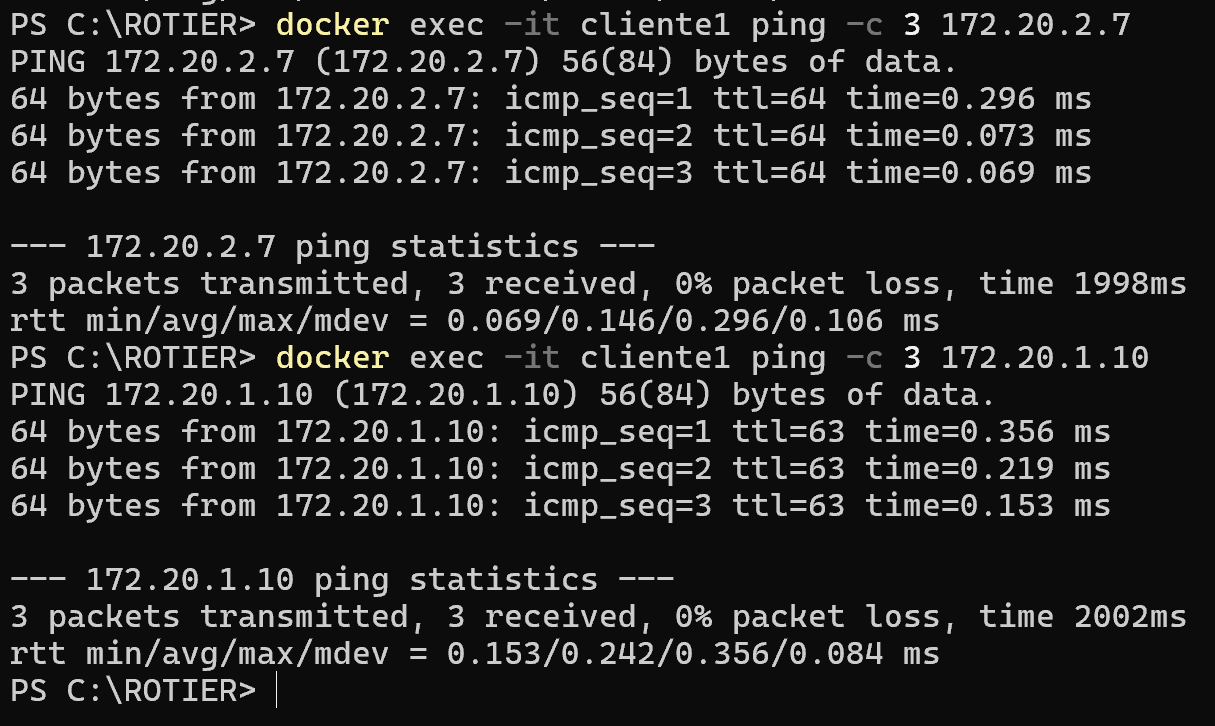 PS C:\ROTIER> docker exec -it cliente1 ping -c 3 172.20.2.7
PING 172.20.2.7 (172.20.2.7) 56(84) bytes of data.
64 bytes from 172.20.2.7: icmp_seq=1 ttl=64 time=0.296 ms
64 bytes from 172.20.2.7: icmp_seq=2 ttl=64 time=0.073 ms
64 bytes from 172.20.2.7: icmp_seq=3 ttl=64 time=0.069 ms

--- 172.20.2.7 ping statistics ---
3 packets transmitted, 3 received, 0% packet loss, time 1998ms
rtt min/avg/max/mdev = 0.069/0.146/0.296/0.106 ms
PS C:\ROTIER> docker exec -it cliente1 ping -c 3 172.20.1.10
PING 172.20.1.10 (172.20.1.10) 56(84) bytes of data.
64 bytes from 172.20.1.10: icmp_seq=1 ttl=63 time=0.356 ms
64 bytes from 172.20.1.10: icmp_seq=2 ttl=63 time=0.219 ms
64 bytes from 172.20.1.10: icmp_seq=3 ttl=63 time=0.153 ms

--- 172.20.1.10 ping statistics ---
3 packets transmitted, 3 received, 0% packet loss, time 2002ms
rtt min/avg/max/mdev = 0.153/0.242/0.356/0.084 ms
PS C:\ROTIER>